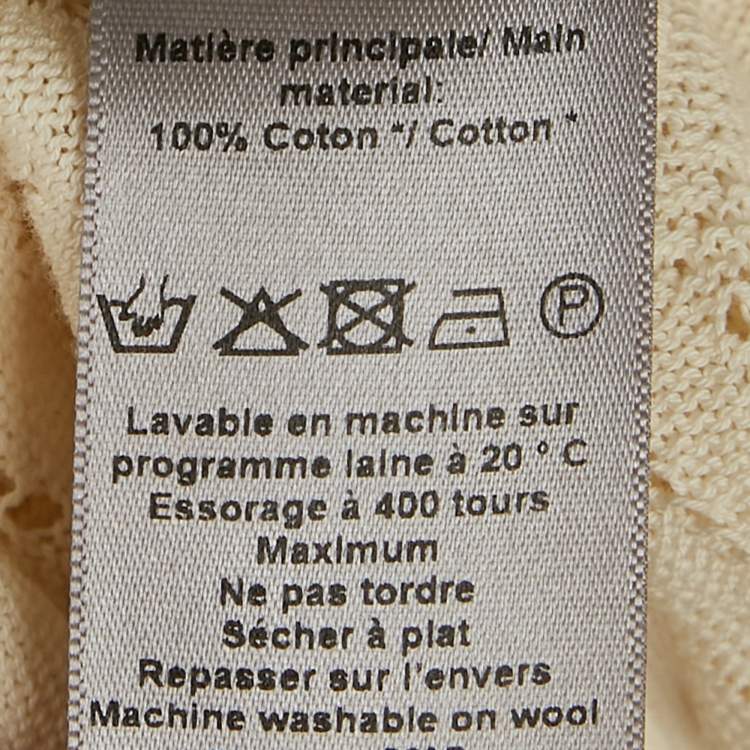 Matière principale/ Main
material:
100% Coton */ Cotton *
P
Lavable en machine sur
programme laine à 20 ° C
Essorage à 400 tours
Maximum
Ne pas tordre
Sécher à plat
Repasser sur l'envers
Machine washable on wool